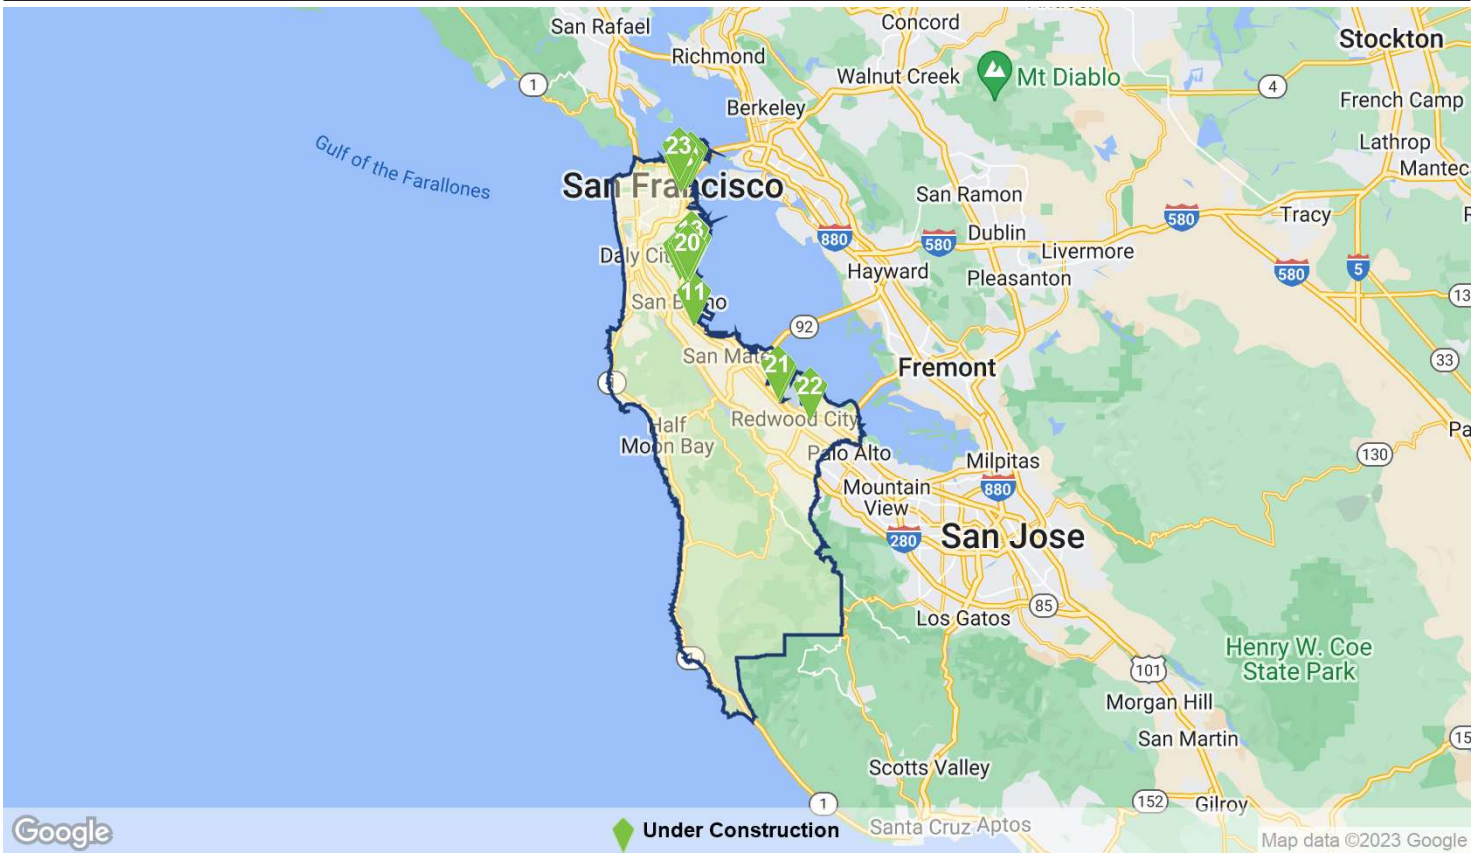 San Rafael
Concord
Stockton
Richmond
Walnut Creek
Mt Diablo
4
French Camp
1
Berkeley
Lathrop
Gulf of the Farallones
23
Mantec
San Francisco
San Ramon
580
Tracy
Dublin
880
580
Livermore
20
Daly City
Hayward
Pleasanton
580
5
13
11
San Bruno
92
33
San Mateo
21
Fremont
22
Redwood City
Half
Moon Bay
Pa
Palo Alto
Milpitas
130
Mountain
View
880
280
San Jose
85
Los Gatos
Henry W. Coe
State Park
101
Morgan Hill
San Martin
15
Scotts Valley
1
152
Gilroy
Google
Under Construction
Santa Cruz
Aptos
Map data ©2023 Google